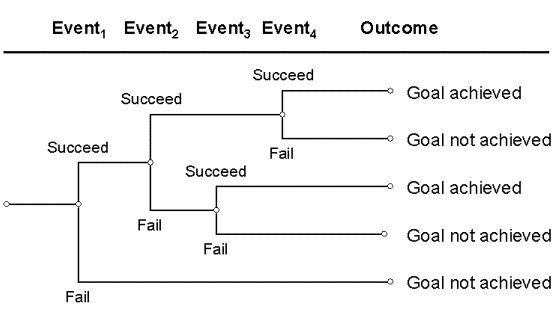 Event₁ Event₂ Event₃ Event₄ Outcome
Succeed
Goal achieved
Succeed
Goal not achieved
Fail
Succeed
Succeed
Goal achieved
Fail
Goal not achieved
Fail
Goal not achieved
Fail